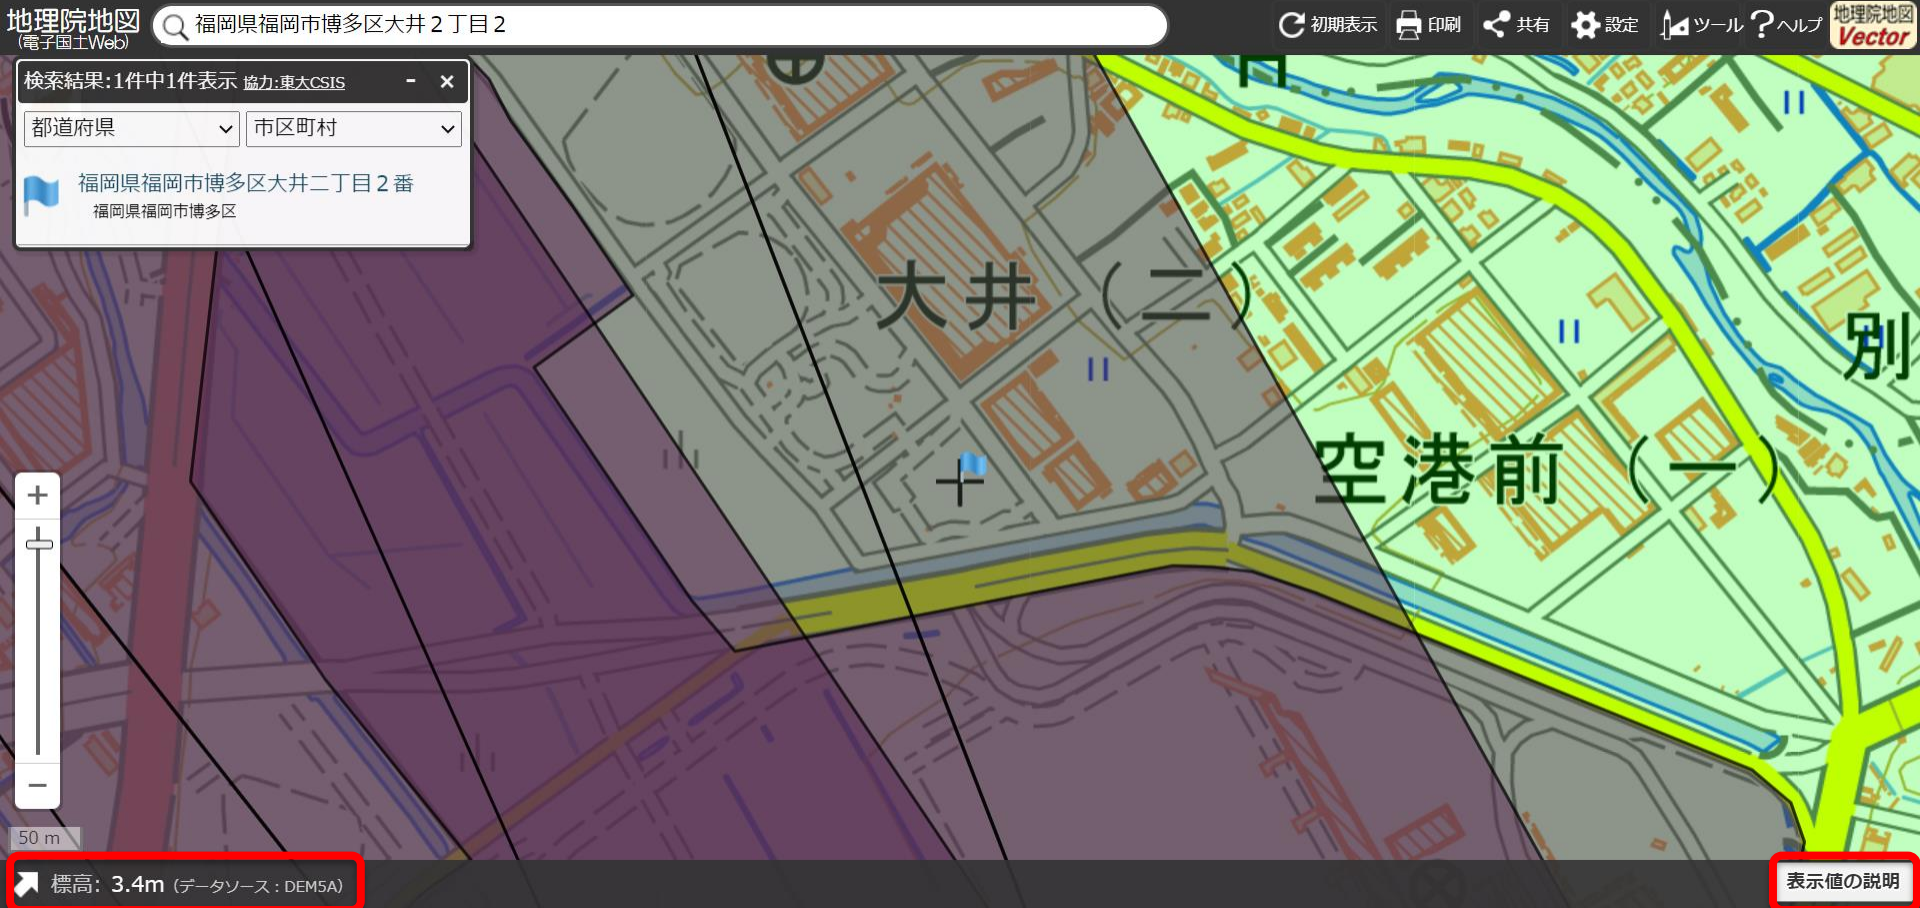 地理院地図
(電子国土Web)
福岡県福岡市博多区大井２丁目２
初期表示
印刷
共有
設定
ツール
ヘルプ
地理院地図
Vector
検索結果:1件中1件表示 協力:東大CSIS
都道府県
市区町村
福岡県福岡市博多区大井二丁目２番
福岡県福岡市博多区
大井（二）
空港前（一）
別
50 m
標高: 3.4m（データソース：DEM5A）
表示値の説明